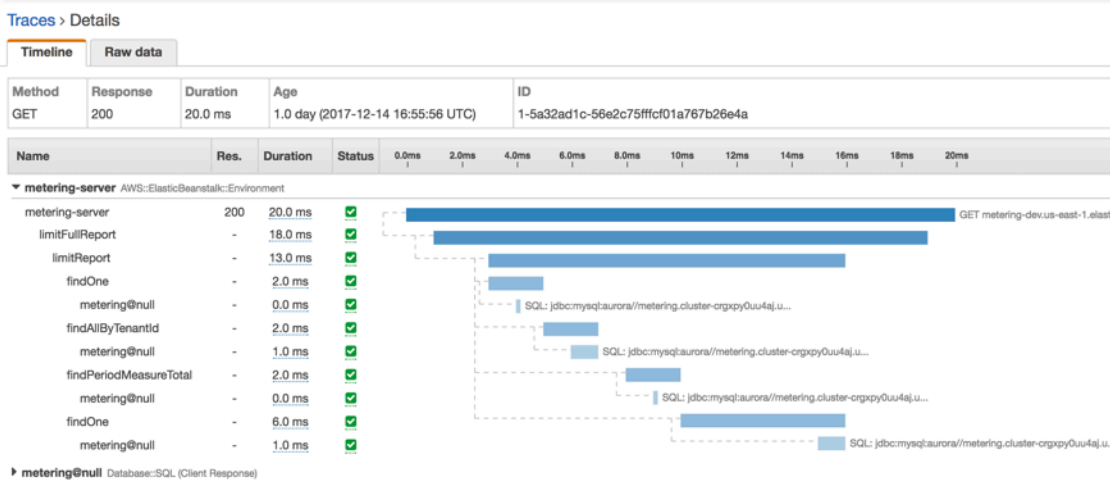 Traces > Details
Timeline Raw data
Method Response Duration Age ID
GET 200 20.0 ms 1.0 day (2017-12-14 16:55:56 UTC) 1-5a32ad1c-56e2c75fffcf01a767b26e4a
Name Res. Duration Status 0.0ms 2.0ms 4.0ms 6.0ms 8.0ms 10ms 12ms 14ms 16ms 18ms 20ms
metering-server AWS::ElasticBeanstalk::Environment
metering-server 200 20.0 ms GET metering-dev.us-east-1.elast
limitFullReport - 18.0 ms
limitReport - 13.0 ms
findOne - 2.0 ms
metering@null - 0.0 ms SQL: jdbc:mysql:aurora//metering.cluster-crgxpy0uu4aj.u...
findAllByTenantId - 2.0 ms
metering@null - 1.0 ms SQL: jdbc:mysql:aurora//metering.cluster-crgxpy0uu4aj.u...
findPeriodMeasureTotal - 2.0 ms
metering@null - 0.0 ms SQL: jdbc:mysql:aurora//metering.cluster-crgxpy0uu4aj.u...
findOne - 6.0 ms
metering@null - 1.0 ms SQL: jdbc:mysql:aurora//metering.cluster-crgxpy0uu4aj.u.
metering@null Database::SQL (Client Response)